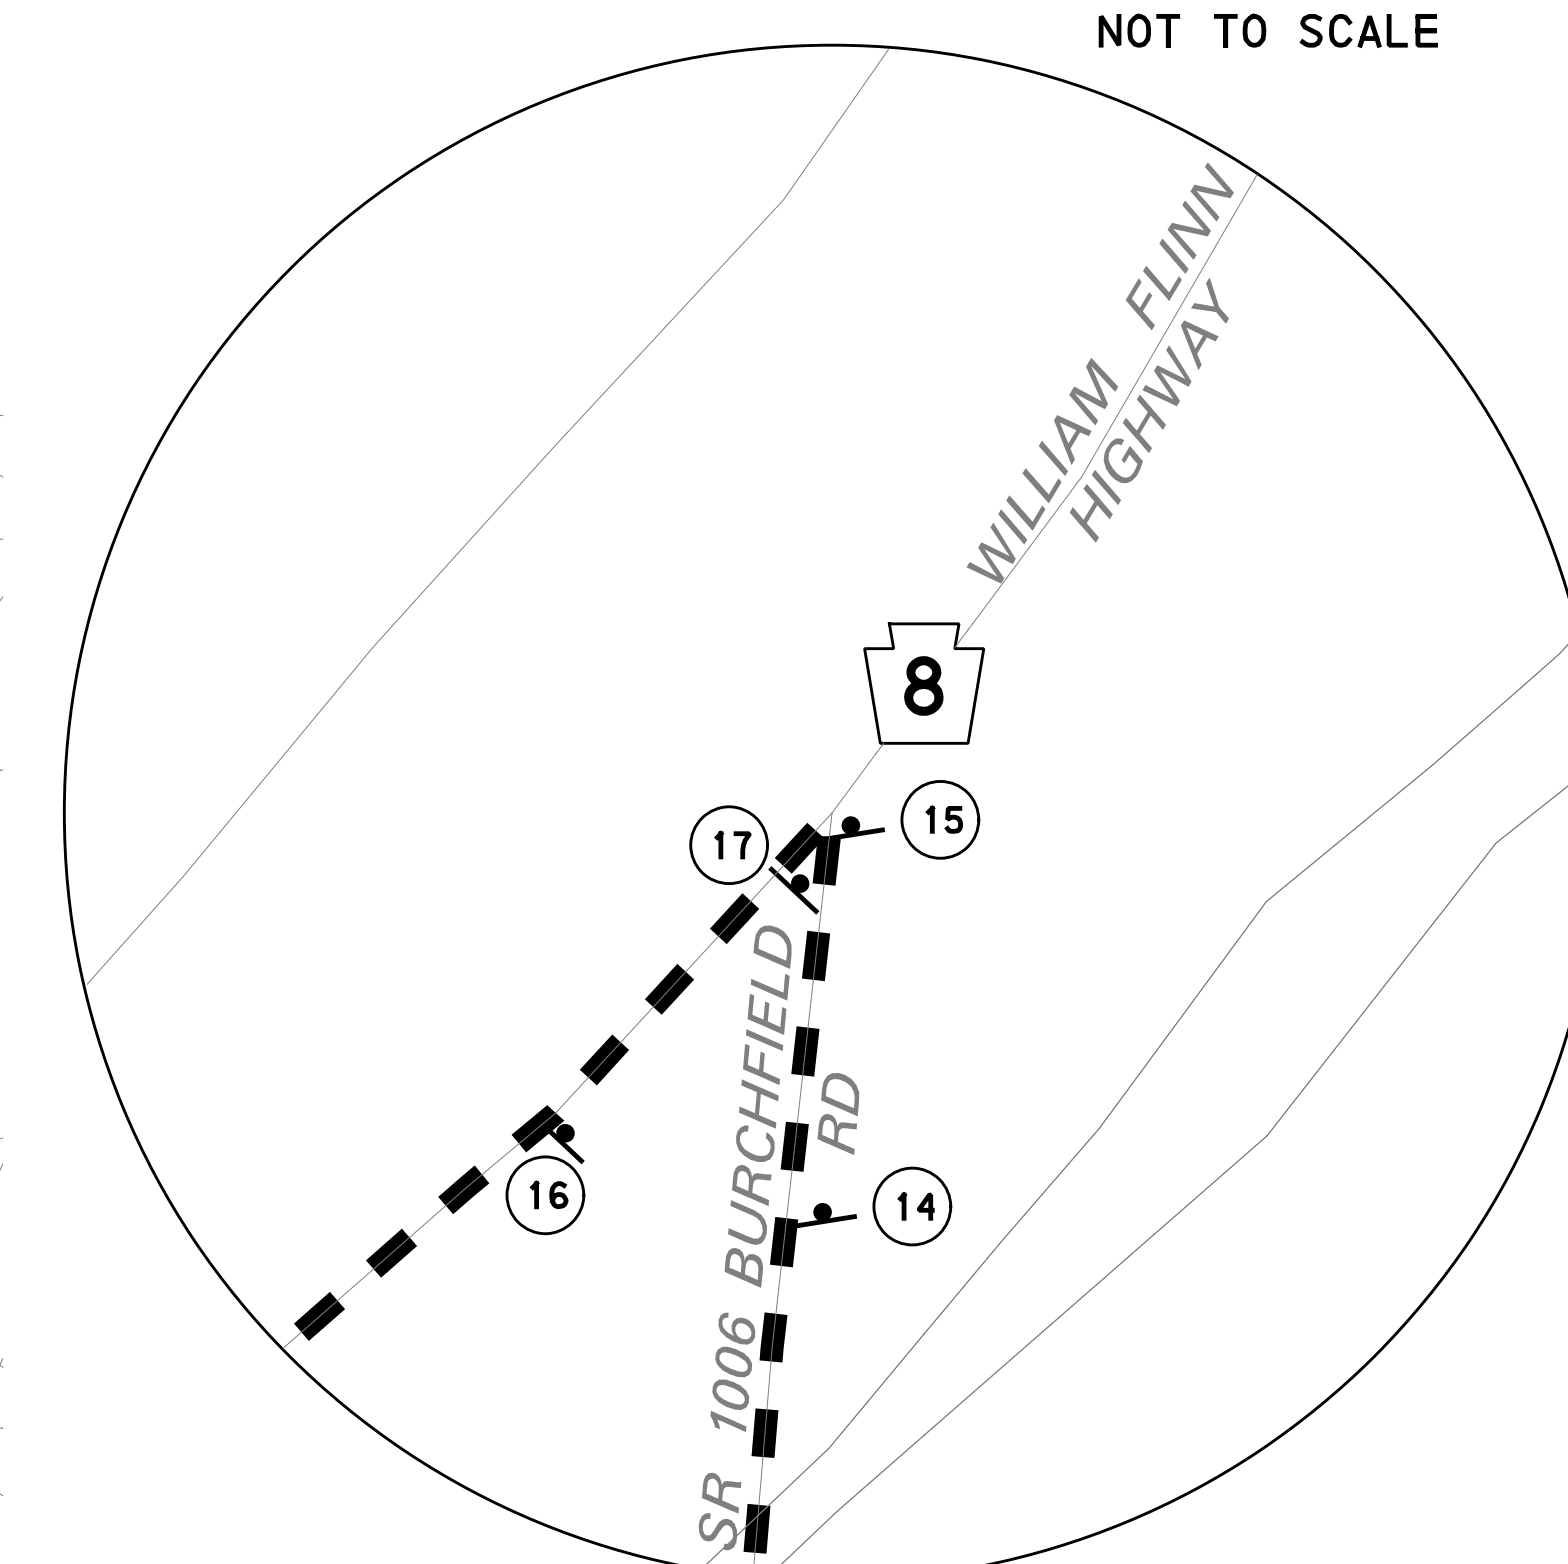 NOT TO SCALE
WILLIAM FLINN
HIGHWAY
8
15
17
16
14
SR 1006 BURCHFIELD
RD